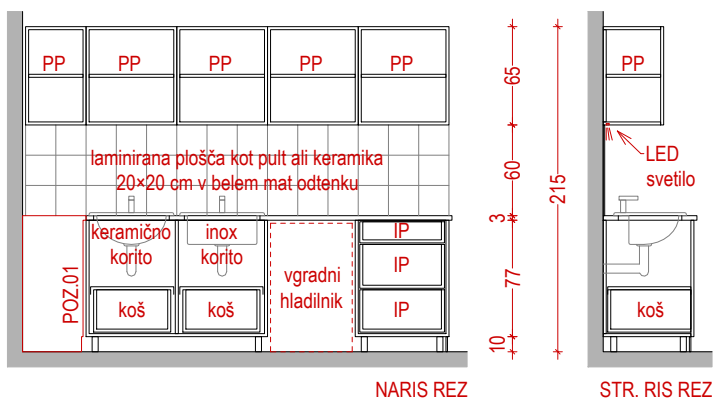 PP PP PP PP PP PP
laminirana plošča kot pult ali keramika
20×20 cm v belem mat odtenku
LED
svetilo
65
60
3
77
10
215
POZ.01
keramično
korito
inox
korito
vgradni
hladilnik
IP
IP
IP
koš koš koš
NARIS REZ STR. RIS REZ